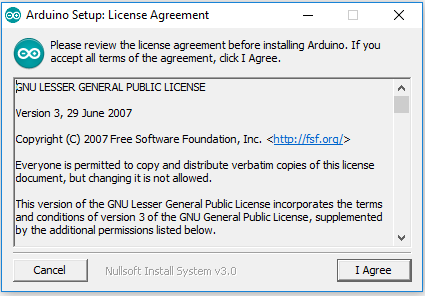 Arduino Setup: License Agreement
Please review the license agreement before installing Arduino. If you
accept all terms of the agreement, click I Agree.
GNU LESSER GENERAL PUBLIC LICENSE
Version 3, 29 June 2007
Copyright (C) 2007 Free Software Foundation, Inc. <http://fsf.org/>
Everyone is permitted to copy and distribute verbatim copies of this license
document, but changing it is not allowed.
This version of the GNU Lesser General Public License incorporates the terms
and conditions of version 3 of the GNU General Public License, supplemented
by the additional permissions listed below.
Cancel
Nullsoft Install System v3.0
I Agree